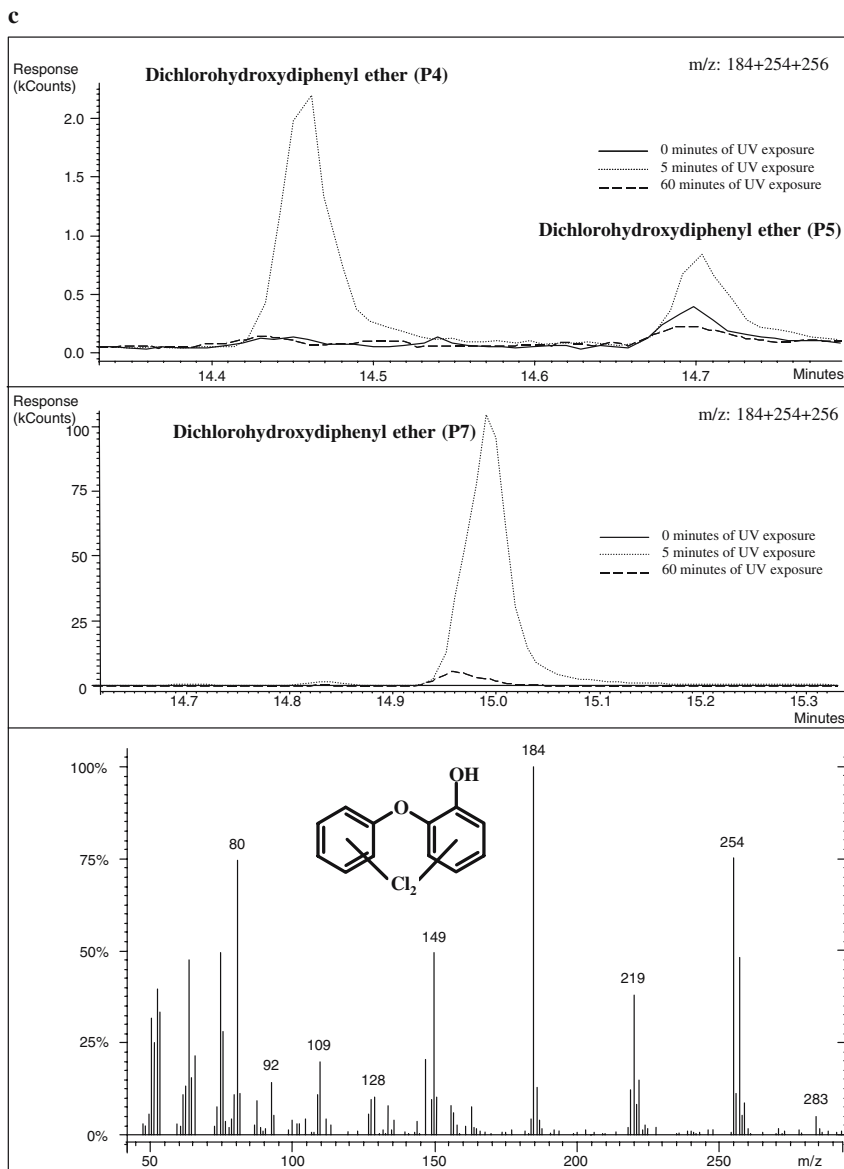 c
Response
(kCounts)
Dichlorohydroxydiphenyl ether (P4)
m/z: 184+254+256
2.0
0 minutes of UV exposure
5 minutes of UV exposure
60 minutes of UV exposure
1.5
1.0
Dichlorohydroxydiphenyl ether (P5)
0.5
0.0
14.4 14.5 14.6 14.7 Minutes
Response
(kCounts)
m/z: 184+254+256
100
Dichlorohydroxydiphenyl ether (P7)
75
0 minutes of UV exposure
5 minutes of UV exposure
60 minutes of UV exposure
50
25
0
14.7 14.8 14.9 15.0 15.1 15.2 15.3
Minutes
184
100%
OH
O
Cl2
80
254
75%
149
50%
219
25%
109
92
128
283
0%
50 100 150 200 250 m/z